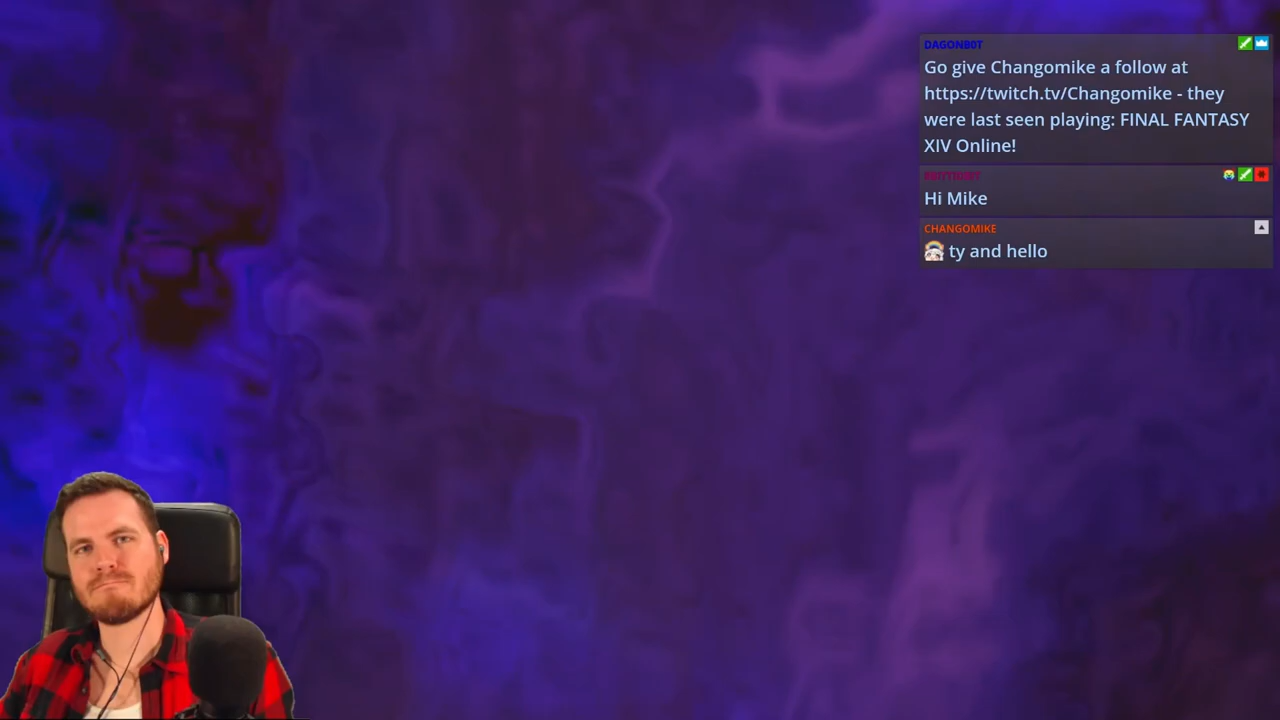 DAGONB0T
Go give Changomike a follow at
https://twitch.tv/Changomike - they
were last seen playing: FINAL FANTASY
XIV Online!
Hi Mike
CHANGOMIKE
ty and hello